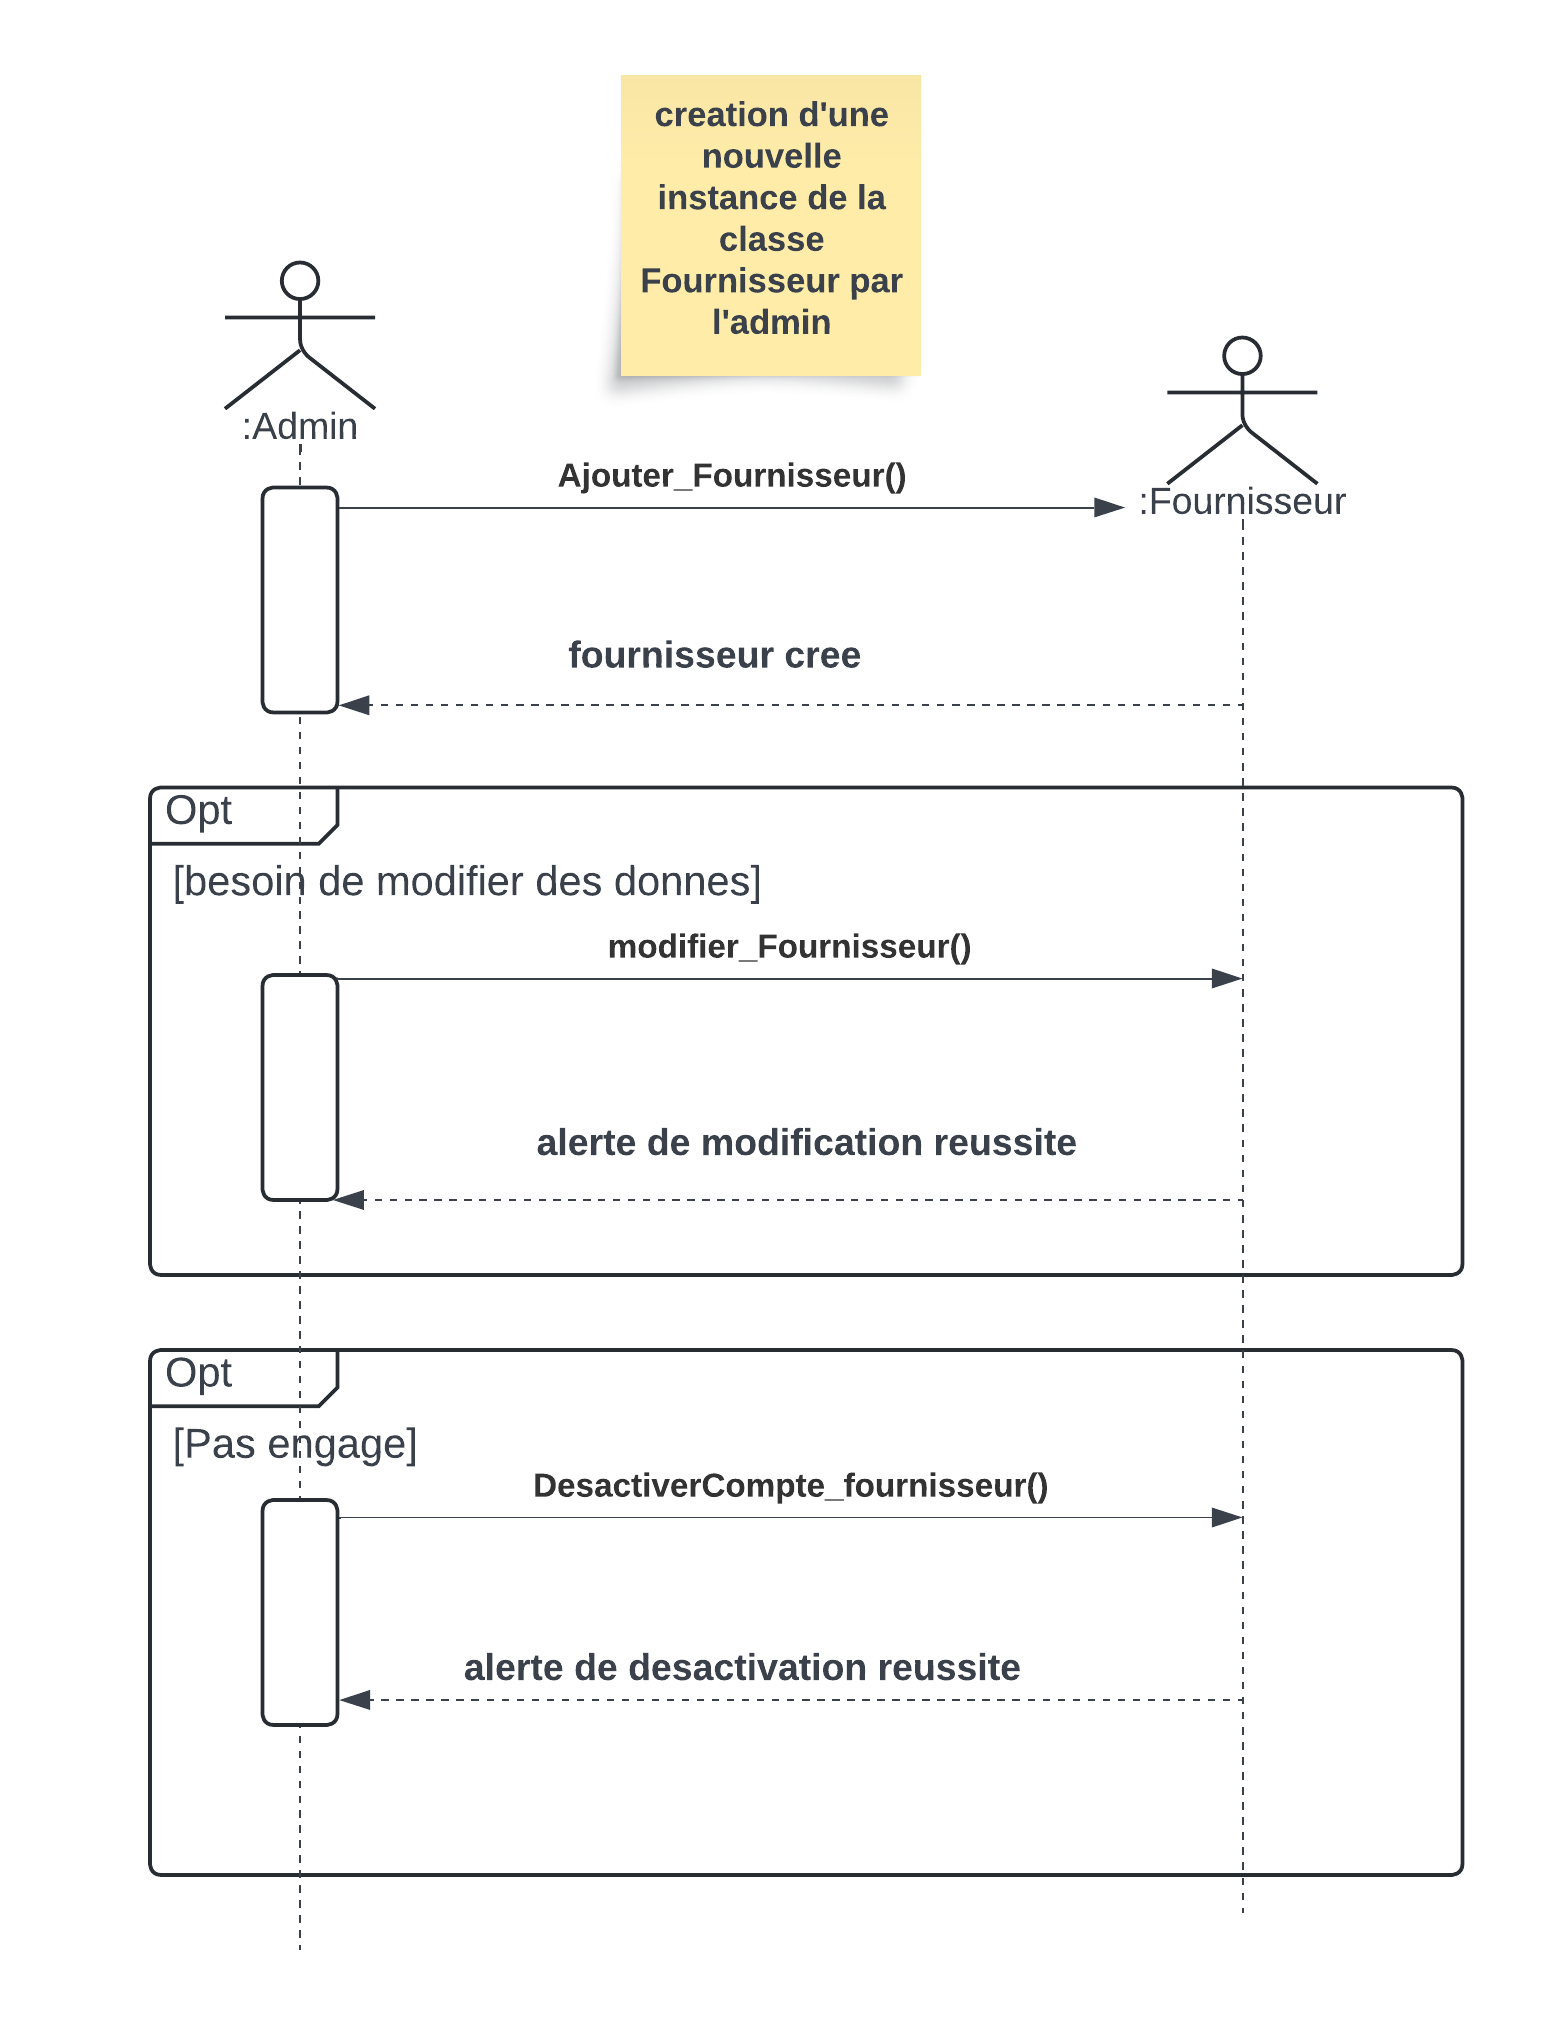 creation d'une
nouvelle
instance de la
classe
Fournisseur par
l'admin
:Admin
:Fournisseur
Ajouter_Fournisseur()
fournisseur cree
Opt
[besoin de modifier des donnes]
modifier_Fournisseur()
alerte de modification reussite
Opt
[Pas engage]
DesactiverCompte_fournisseur()
alerte de desactivation reussite